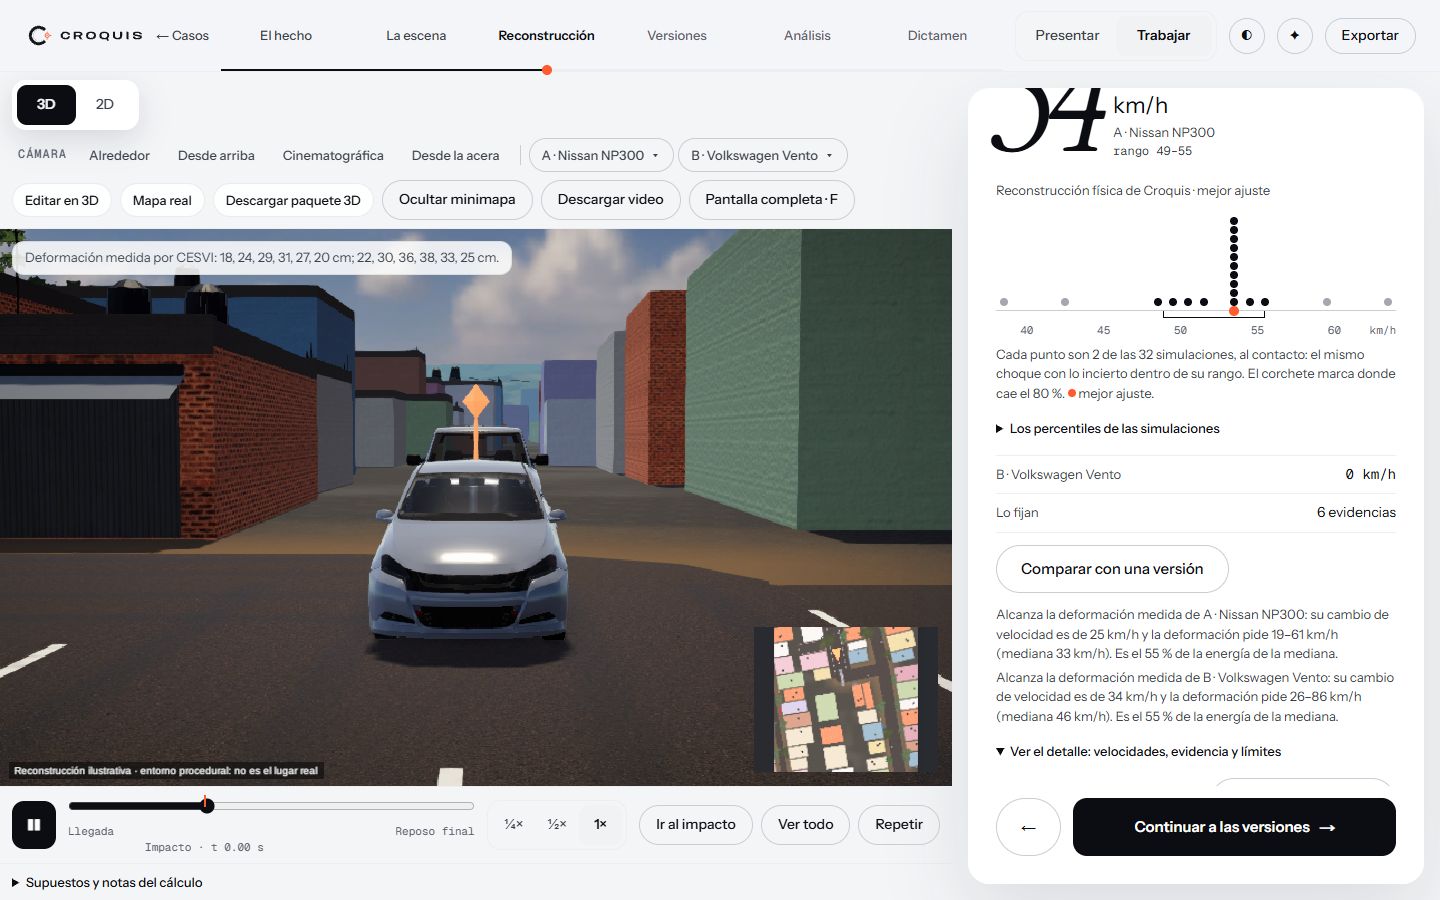 CROQUIS
← Casos
El hecho
La escena
Reconstrucción
Versiones
Análisis
Dictamen
Presentar
Trabajar
Exportar
3D
2D
CÁMARA
Alrededor
Desde arriba
Cinematográfica
Desde la acera
A · Nissan NP300
B · Volkswagen Vento
Editar en 3D
Mapa real
Descargar paquete 3D
Ocultar minimapa
Descargar video
Pantalla completa · F
Deformación medida por CESVI: 18, 24, 29, 31, 27, 20 cm; 22, 30, 36, 38, 33, 25 cm.
Reconstrucción ilustrativa · entorno procedural: no es el lugar real
Llegada
Reposo final
Impacto · t 0.00 s
¼×
½×
1×
Ir al impacto
Ver todo
Repetir
Supuestos y notas del cálculo
54
km/h
A · Nissan NP300
rango 49–55
Reconstrucción física de Croquis · mejor ajuste
40
45
50
55
60
km/h
Cada punto son 2 de las 32 simulaciones, al contacto: el mismo
choque con lo incierto dentro de su rango. El corchete marca donde
cae el 80 %. mejor ajuste.
Los percentiles de las simulaciones
B · Volkswagen Vento
0 km/h
Lo fijan
6 evidencias
Comparar con una versión
Alcanza la deformación medida de A · Nissan NP300: su cambio de
velocidad es de 25 km/h y la deformación pide 19–61 km/h
(mediana 33 km/h). Es el 55 % de la energía de la mediana.
Alcanza la deformación medida de B · Volkswagen Vento: su cambio
de velocidad es de 34 km/h y la deformación pide 26–86 km/h
(mediana 46 km/h). Es el 55 % de la energía de la mediana.
Ver el detalle: velocidades, evidencia y límites
←
Continuar a las versiones →